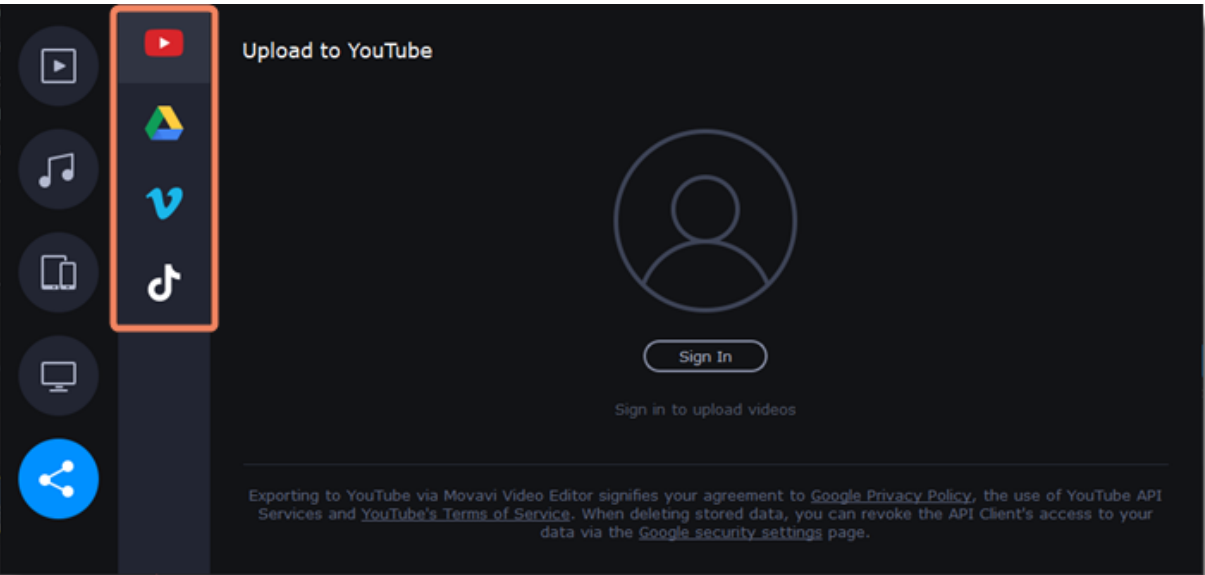 Upload to YouTube
Sign In
Sign in to upload videos
Exporting to YouTube via Movavi Video Editor signifies your agreement to Google Privacy Policy, the use of YouTube API
Services and YouTube's Terms of Service. When deleting stored data, you can revoke the API Client's access to your
data via the Google security settings page.